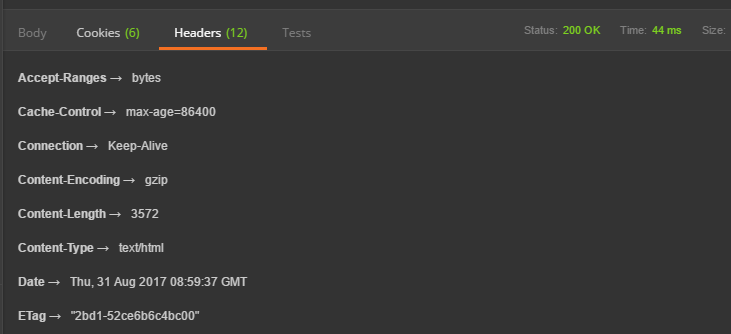 Body Cookies (6) Headers (12) Tests Status: 200 OK Time: 44 ms Size:
Accept-Ranges → bytes
Cache-Control → max-age=86400
Connection → Keep-Alive
Content-Encoding → gzip
Content-Length → 3572
Content-Type → text/html
Date → Thu, 31 Aug 2017 08:59:37 GMT
ETag → "2bd1-52ce6b6c4bc00"